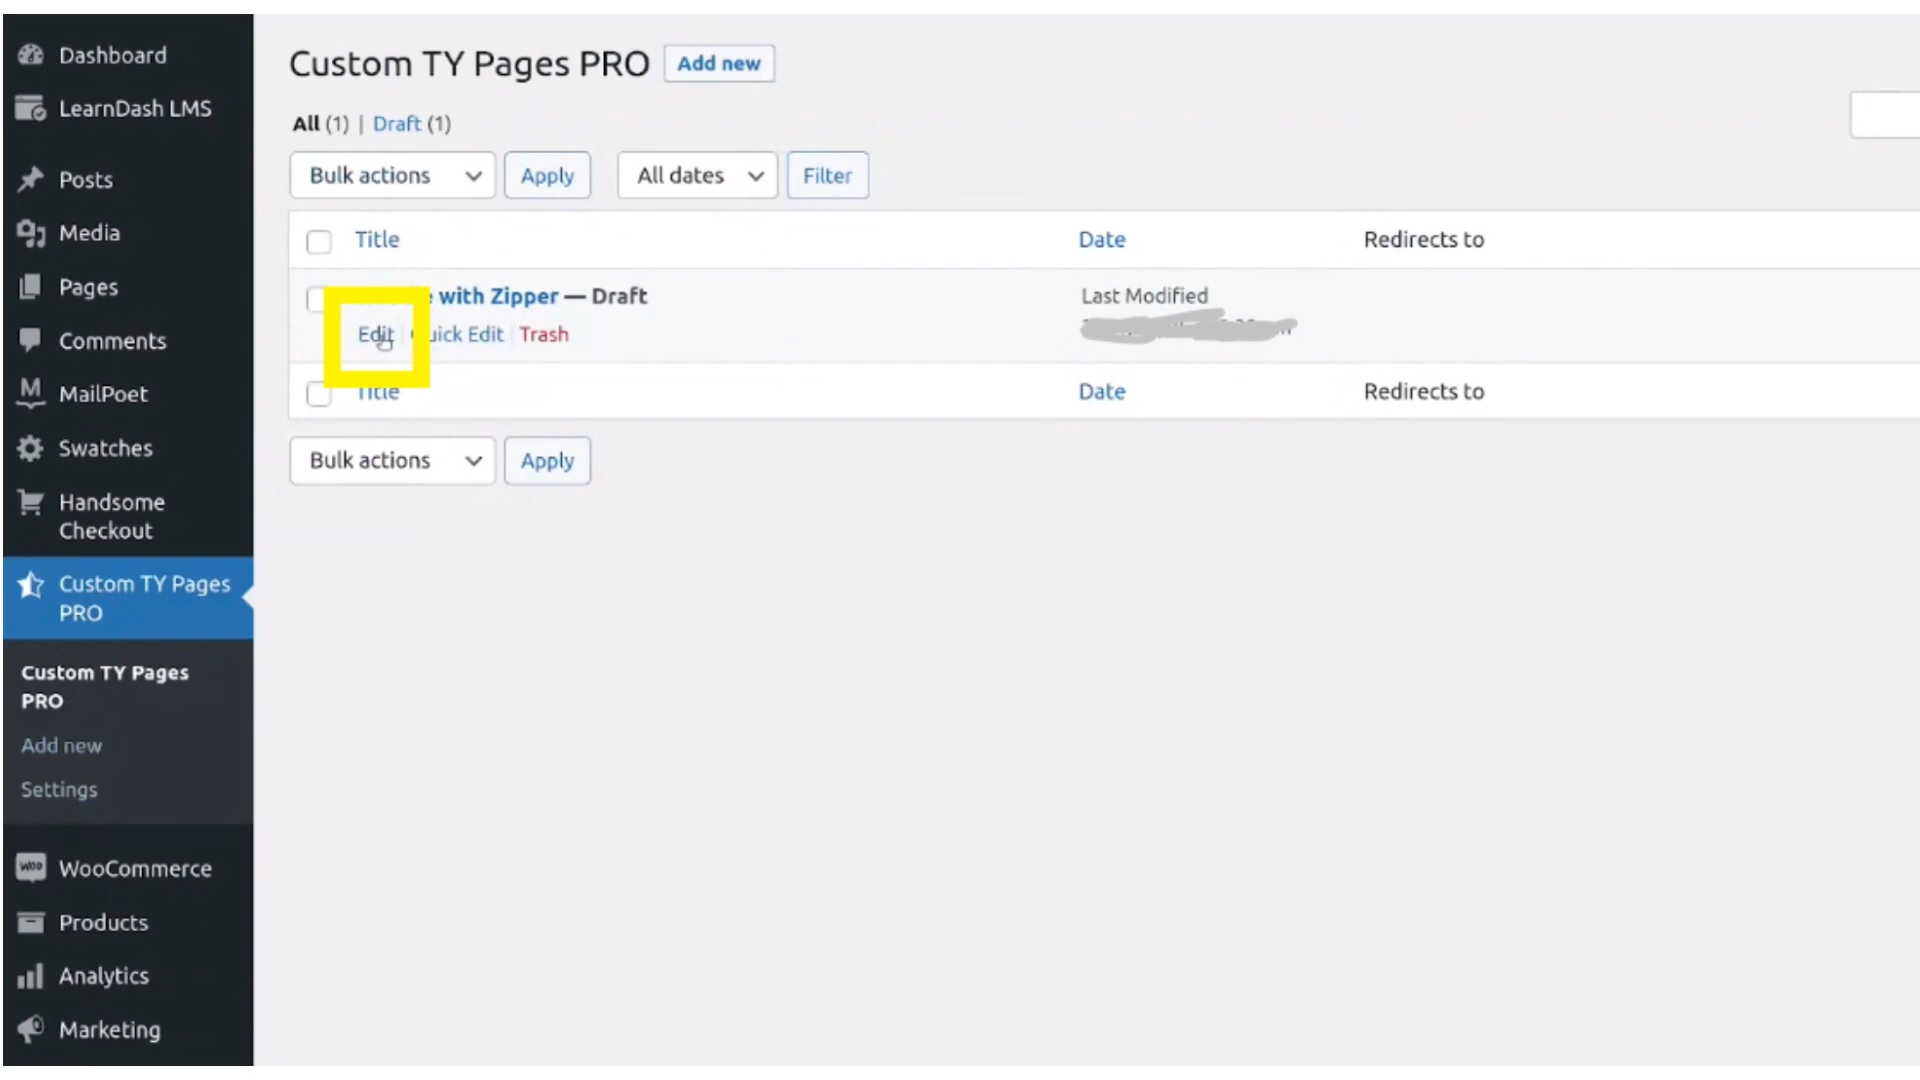 Dashboard
LearnDash LMS
Posts
Media
Pages
Comments
MailPoet
Swatches
Handsome
Checkout
Custom TY Pages
PRO
Custom TY Pages
PRO
Add new
Settings
WooCommerce
Products
Analytics
Marketing
Custom TY Pages PRO Add new
All (1) | Draft (1)
Bulk actions Apply All dates Filter
Title Date Redirects to
with Zipper — Draft Last Modified
Edit | Quick Edit | Trash
Title Date Redirects to
Bulk actions Apply